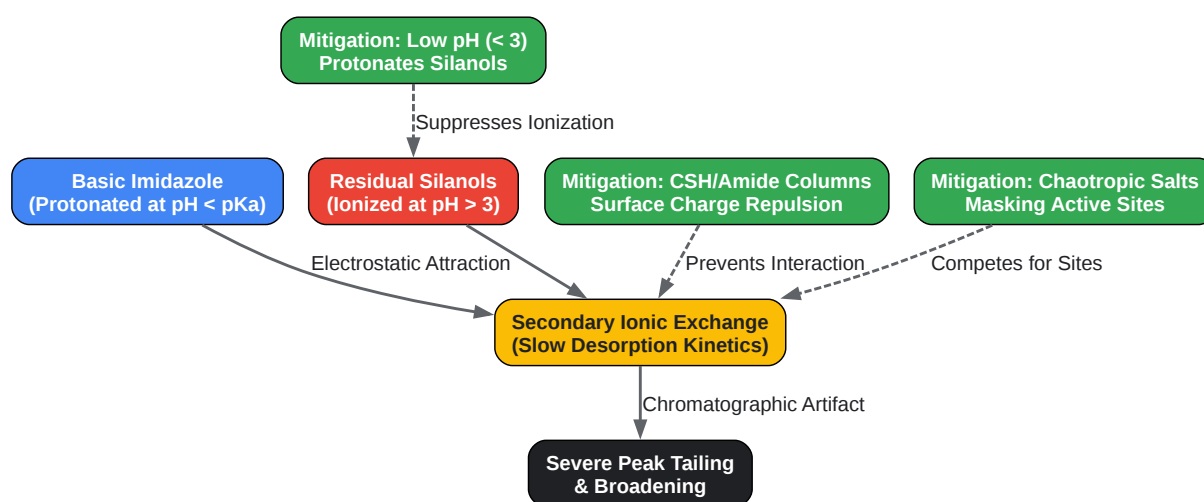 Mitigation: Low pH (< 3)
Protonates Silanols
Suppresses Ionization
Basic Imidazole
(Protonated at pH < pKa)
Residual Silanols
(Ionized at pH > 3)
Mitigation: CSH/Amide Columns
Surface Charge Repulsion
Mitigation: Chaotropic Salts
Masking Active Sites
Electrostatic Attraction
Prevents Interaction
Competes for Sites
Secondary Ionic Exchange
(Slow Desorption Kinetics)
Chromatographic Artifact
Severe Peak Tailing
& Broadening